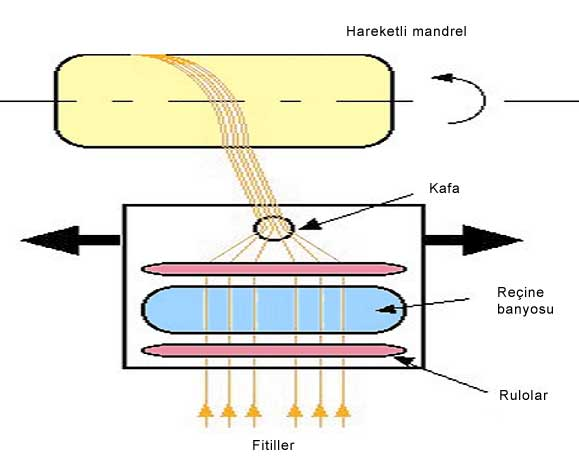 Hareketli mandrel
Kafa
Reçine
banyosu
Rulolar
Fitiller